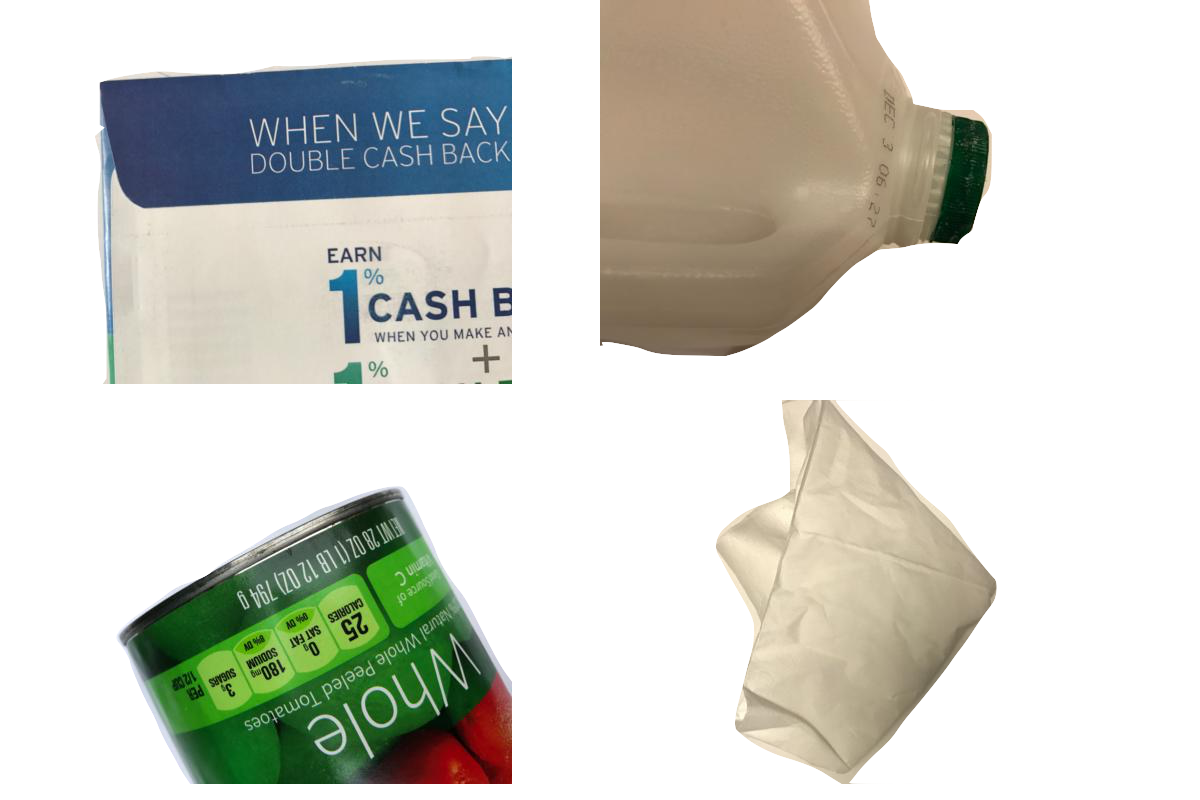 WHEN WE SAY
DOUBLE CASH BACK
EARN
1%
CASH B
WHEN YOU MAKE AN
+
1%
DEC 3 06:27
NET WT 28 OZ (1 LB 12 OZ) 794 g
Source of
Vitamin C
25
CALORIES
0g
SAT FAT
0% DV
180mg
SODIUM
8% DV
3g
SUGARS
PER
1/2 CUP
Natural Whole Peeled Tomatoes
Whole